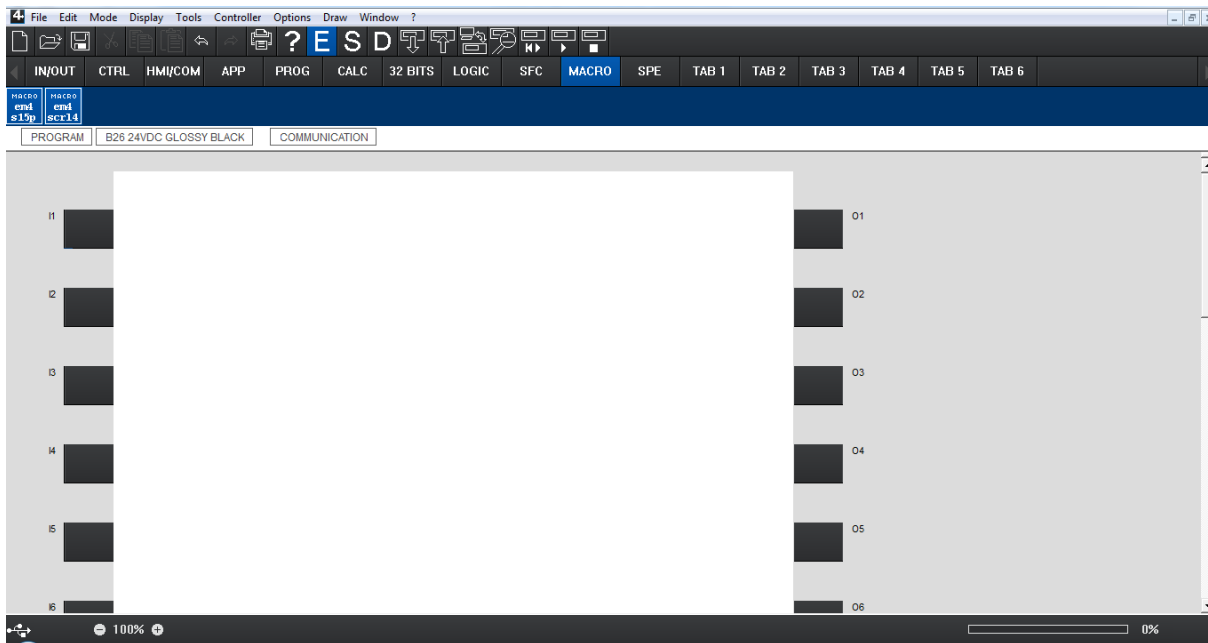 4 File Edit Mode Display Tools Controller Options Draw Window ?
? E S D
IN/OUT CTRL HMI/COM APP PROG CALC 32 BITS LOGIC SFC MACRO SPE TAB 1 TAB 2 TAB 3 TAB 4 TAB 5 TAB 6
MACRO MACRO
em4 em4
s15p scr14
PROGRAM B26 24VDC GLOSSY BLACK COMMUNICATION
I1 O1
I2 O2
I3 O3
I4 O4
I5 O5
I6 O6
100% 0%